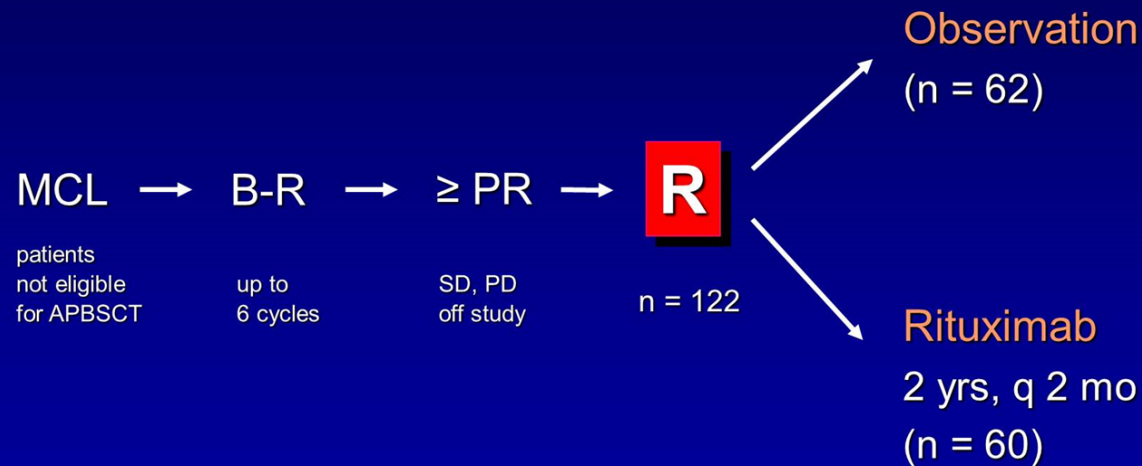 MCL
patients
not eligible
for APBSCT
B-R
up to
6 cycles
≥ PR
SD, PD
off study
R
n = 122
Observation
(n = 62)
Rituximab
2 yrs, q 2 mo
(n = 60)